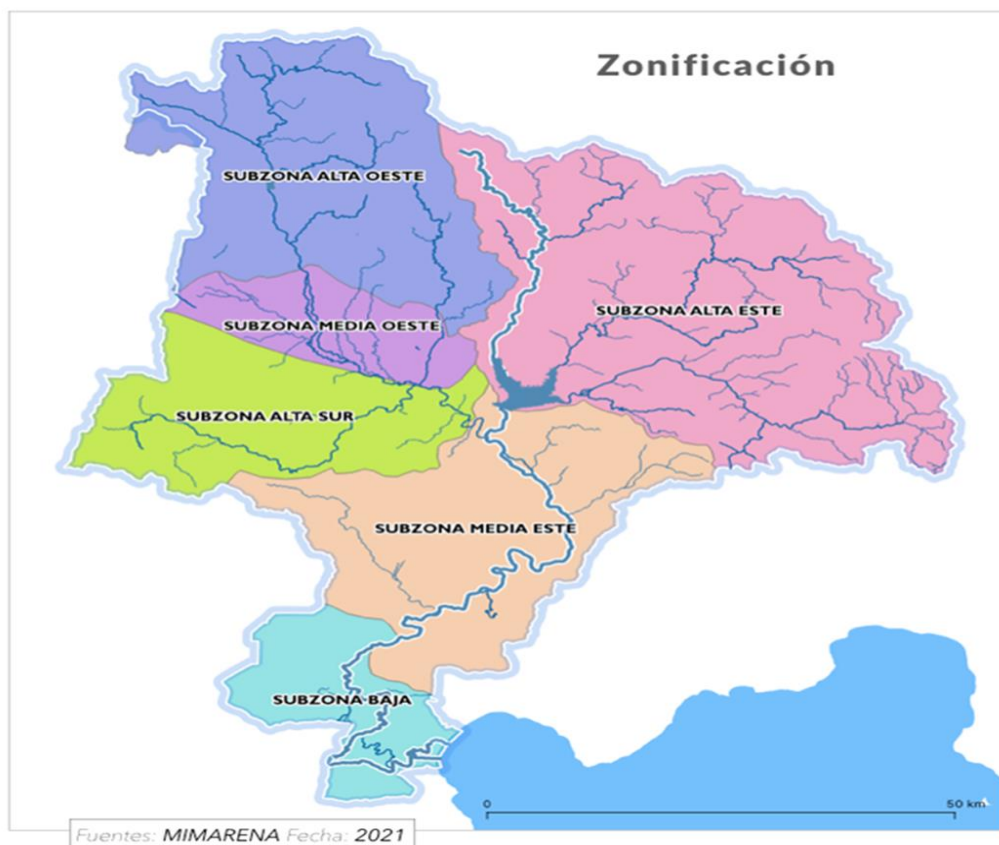 Zonificación
SUBZONA ALTA OESTE
SUBZONA ALTA ESTE
SUBZONA MEDIA OESTE
SUBZONA ALTA SUR
SUBZONA MEDIA ESTE
SUBZONA BAJA
0 50 km
Fuentes: MIMARENA Fecha: 2021